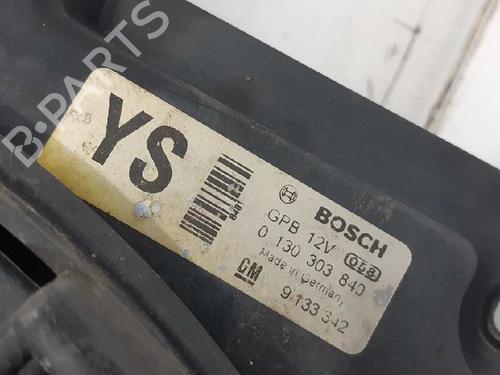 B-PARTS
YS
BOSCH
GPB 12V
0 130 303 840
Made in Germany
GM
9 133 342